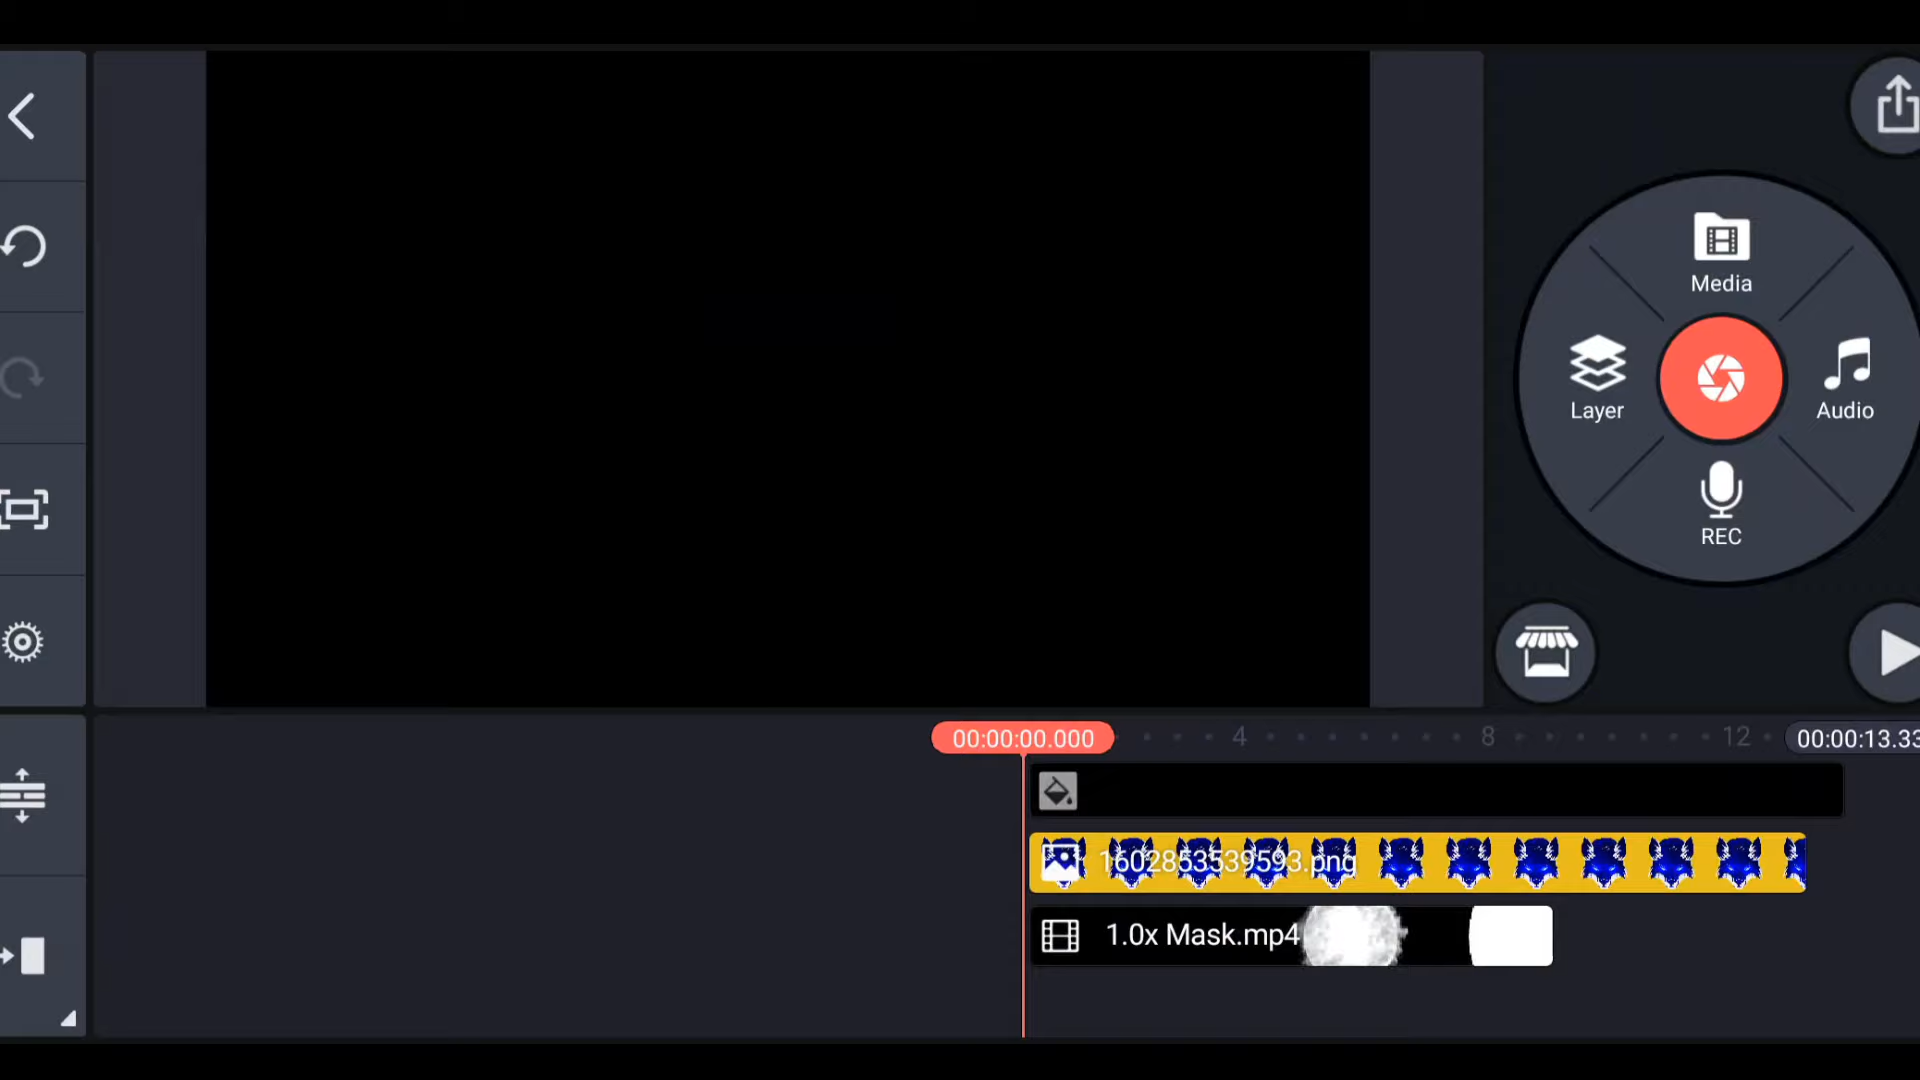 Media
Layer
Audio
REC
00:00:00.000
4
8
12
00:00:13.33
1602853539593.png
1.0x Mask.mp4